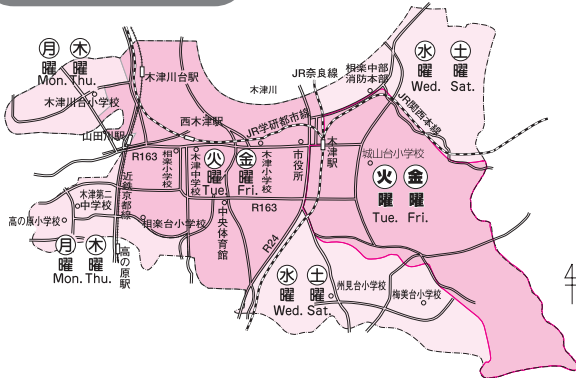 月曜 木曜
Mon. Thu.
木津川台駅
木津川台小学校
山田川駅
西木津駅
木津川
JR奈良線
相楽中部
消防本部
水曜 土曜
Wed. Sat.
JR関西本線
JR学研都市線
R163
相楽小学校
木津中学校
火曜 金曜
Tue. Fri.
木津小学校
市役所
木津駅
城山台小学校
火曜 金曜
Tue. Fri.
近鉄京都線
木津第二
中学校
高の原小学校
相楽台小学校
中央体育館
R163
R24
月曜 木曜
Mon. Thu.
高の原駅
水曜 土曜
Wed. Sat.
州見台小学校
梅美台小学校